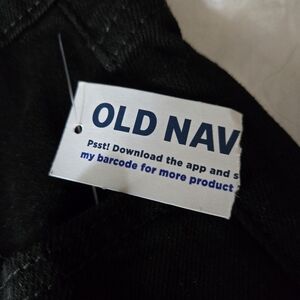 OLD NAV
Psst! Download the app and s
my barcode for more product